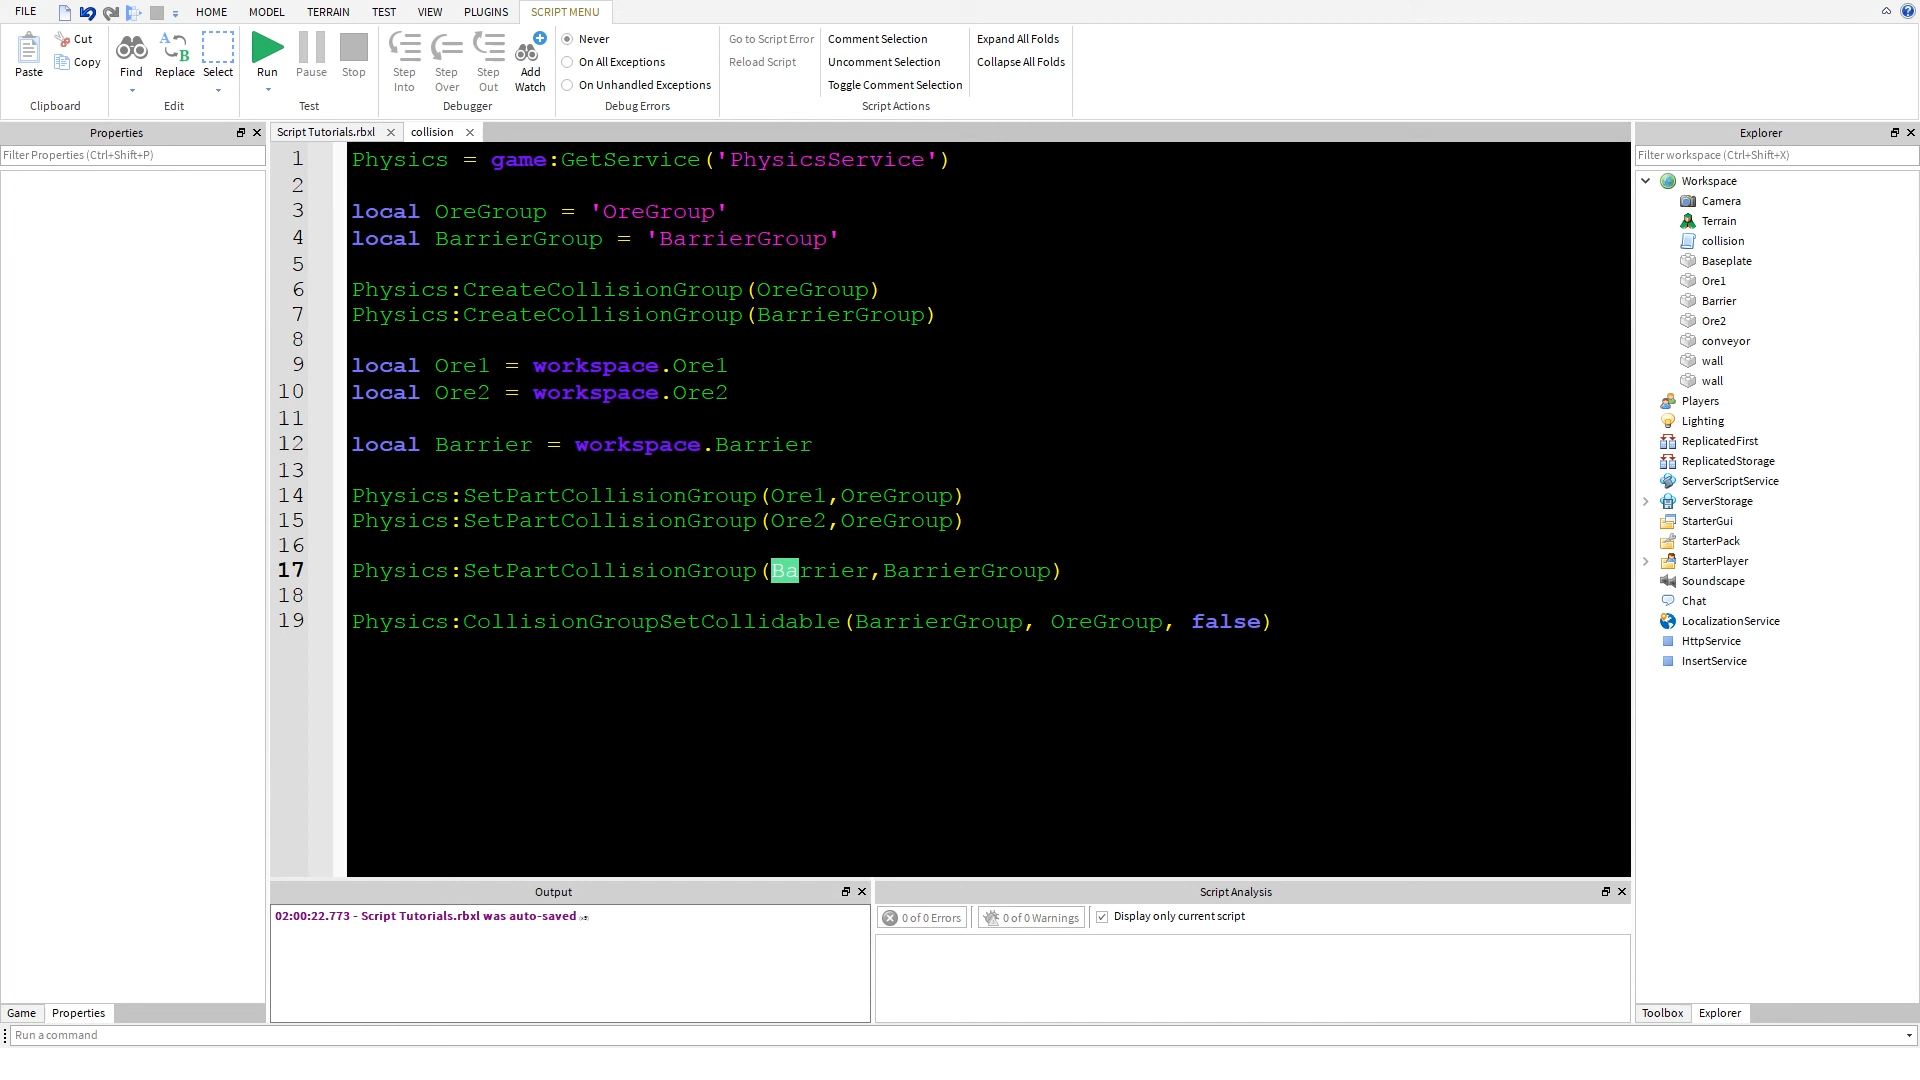 FILE HOME MODEL TERRAIN TEST VIEW PLUGINS SCRIPT MENU
Paste
Cut
Copy
Clipboard
Find
Replace
Select
Edit
Run
Pause
Stop
Test
Step Into
Step Over
Step Out
Add Watch
Debugger
Never
On All Exceptions
On Unhandled Exceptions
Debug Errors
Go to Script Error
Reload Script
Comment Selection
Uncomment Selection
Toggle Comment Selection
Script Actions
Expand All Folds
Collapse All Folds
Properties
Filter Properties (Ctrl+Shift+P)
Game Properties
Script Tutorials.rbxl collision
1 Physics = game:GetService('PhysicsService')
2
3 local OreGroup = 'OreGroup'
4 local BarrierGroup = 'BarrierGroup'
5
6 Physics:CreateCollisionGroup(OreGroup)
7 Physics:CreateCollisionGroup(BarrierGroup)
8
9 local Ore1 = workspace.Ore1
10 local Ore2 = workspace.Ore2
11
12 local Barrier = workspace.Barrier
13
14 Physics:SetPartCollisionGroup(Ore1,OreGroup)
15 Physics:SetPartCollisionGroup(Ore2,OreGroup)
16
17 Physics:SetPartCollisionGroup(Barrier,BarrierGroup)
18
19 Physics:CollisionGroupSetCollidable(BarrierGroup, OreGroup, false)
Output
02:00:22.773 - Script Tutorials.rbxl was auto-saved
Script Analysis
0 of 0 Errors 0 of 0 Warnings Display only current script
Explorer
Filter workspace (Ctrl+Shift+X)
Workspace
Camera
Terrain
collision
Baseplate
Ore1
Barrier
Ore2
conveyor
wall
wall
Players
Lighting
ReplicatedFirst
ReplicatedStorage
ServerScriptService
ServerStorage
StarterGui
StarterPack
StarterPlayer
Soundscape
Chat
LocalizationService
HttpService
InsertService
Toolbox Explorer
Run a command